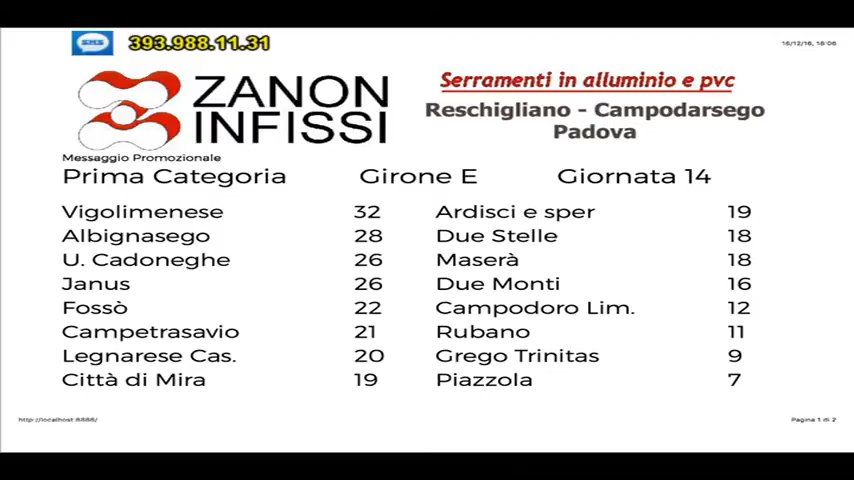 SMS 393.988.11.31
16/12/16, 18:06
ZANON
INFISSI
Serramenti in alluminio e pvc
Reschigliano - Campodarsego
Padova
Messaggio Promozionale
Prima Categoria Girone E Giornata 14
Vigolimenese 32 Ardisci e sper 19
Albignasego 28 Due Stelle 18
U. Cadoneghe 26 Maserà 18
Janus 26 Due Monti 16
Fossò 22 Campodoro Lim. 12
Campetrasavio 21 Rubano 11
Legnarese Cas. 20 Grego Trinitas 9
Città di Mira 19 Piazzola 7
http://localhost:8888/ Pagina 1 di 2